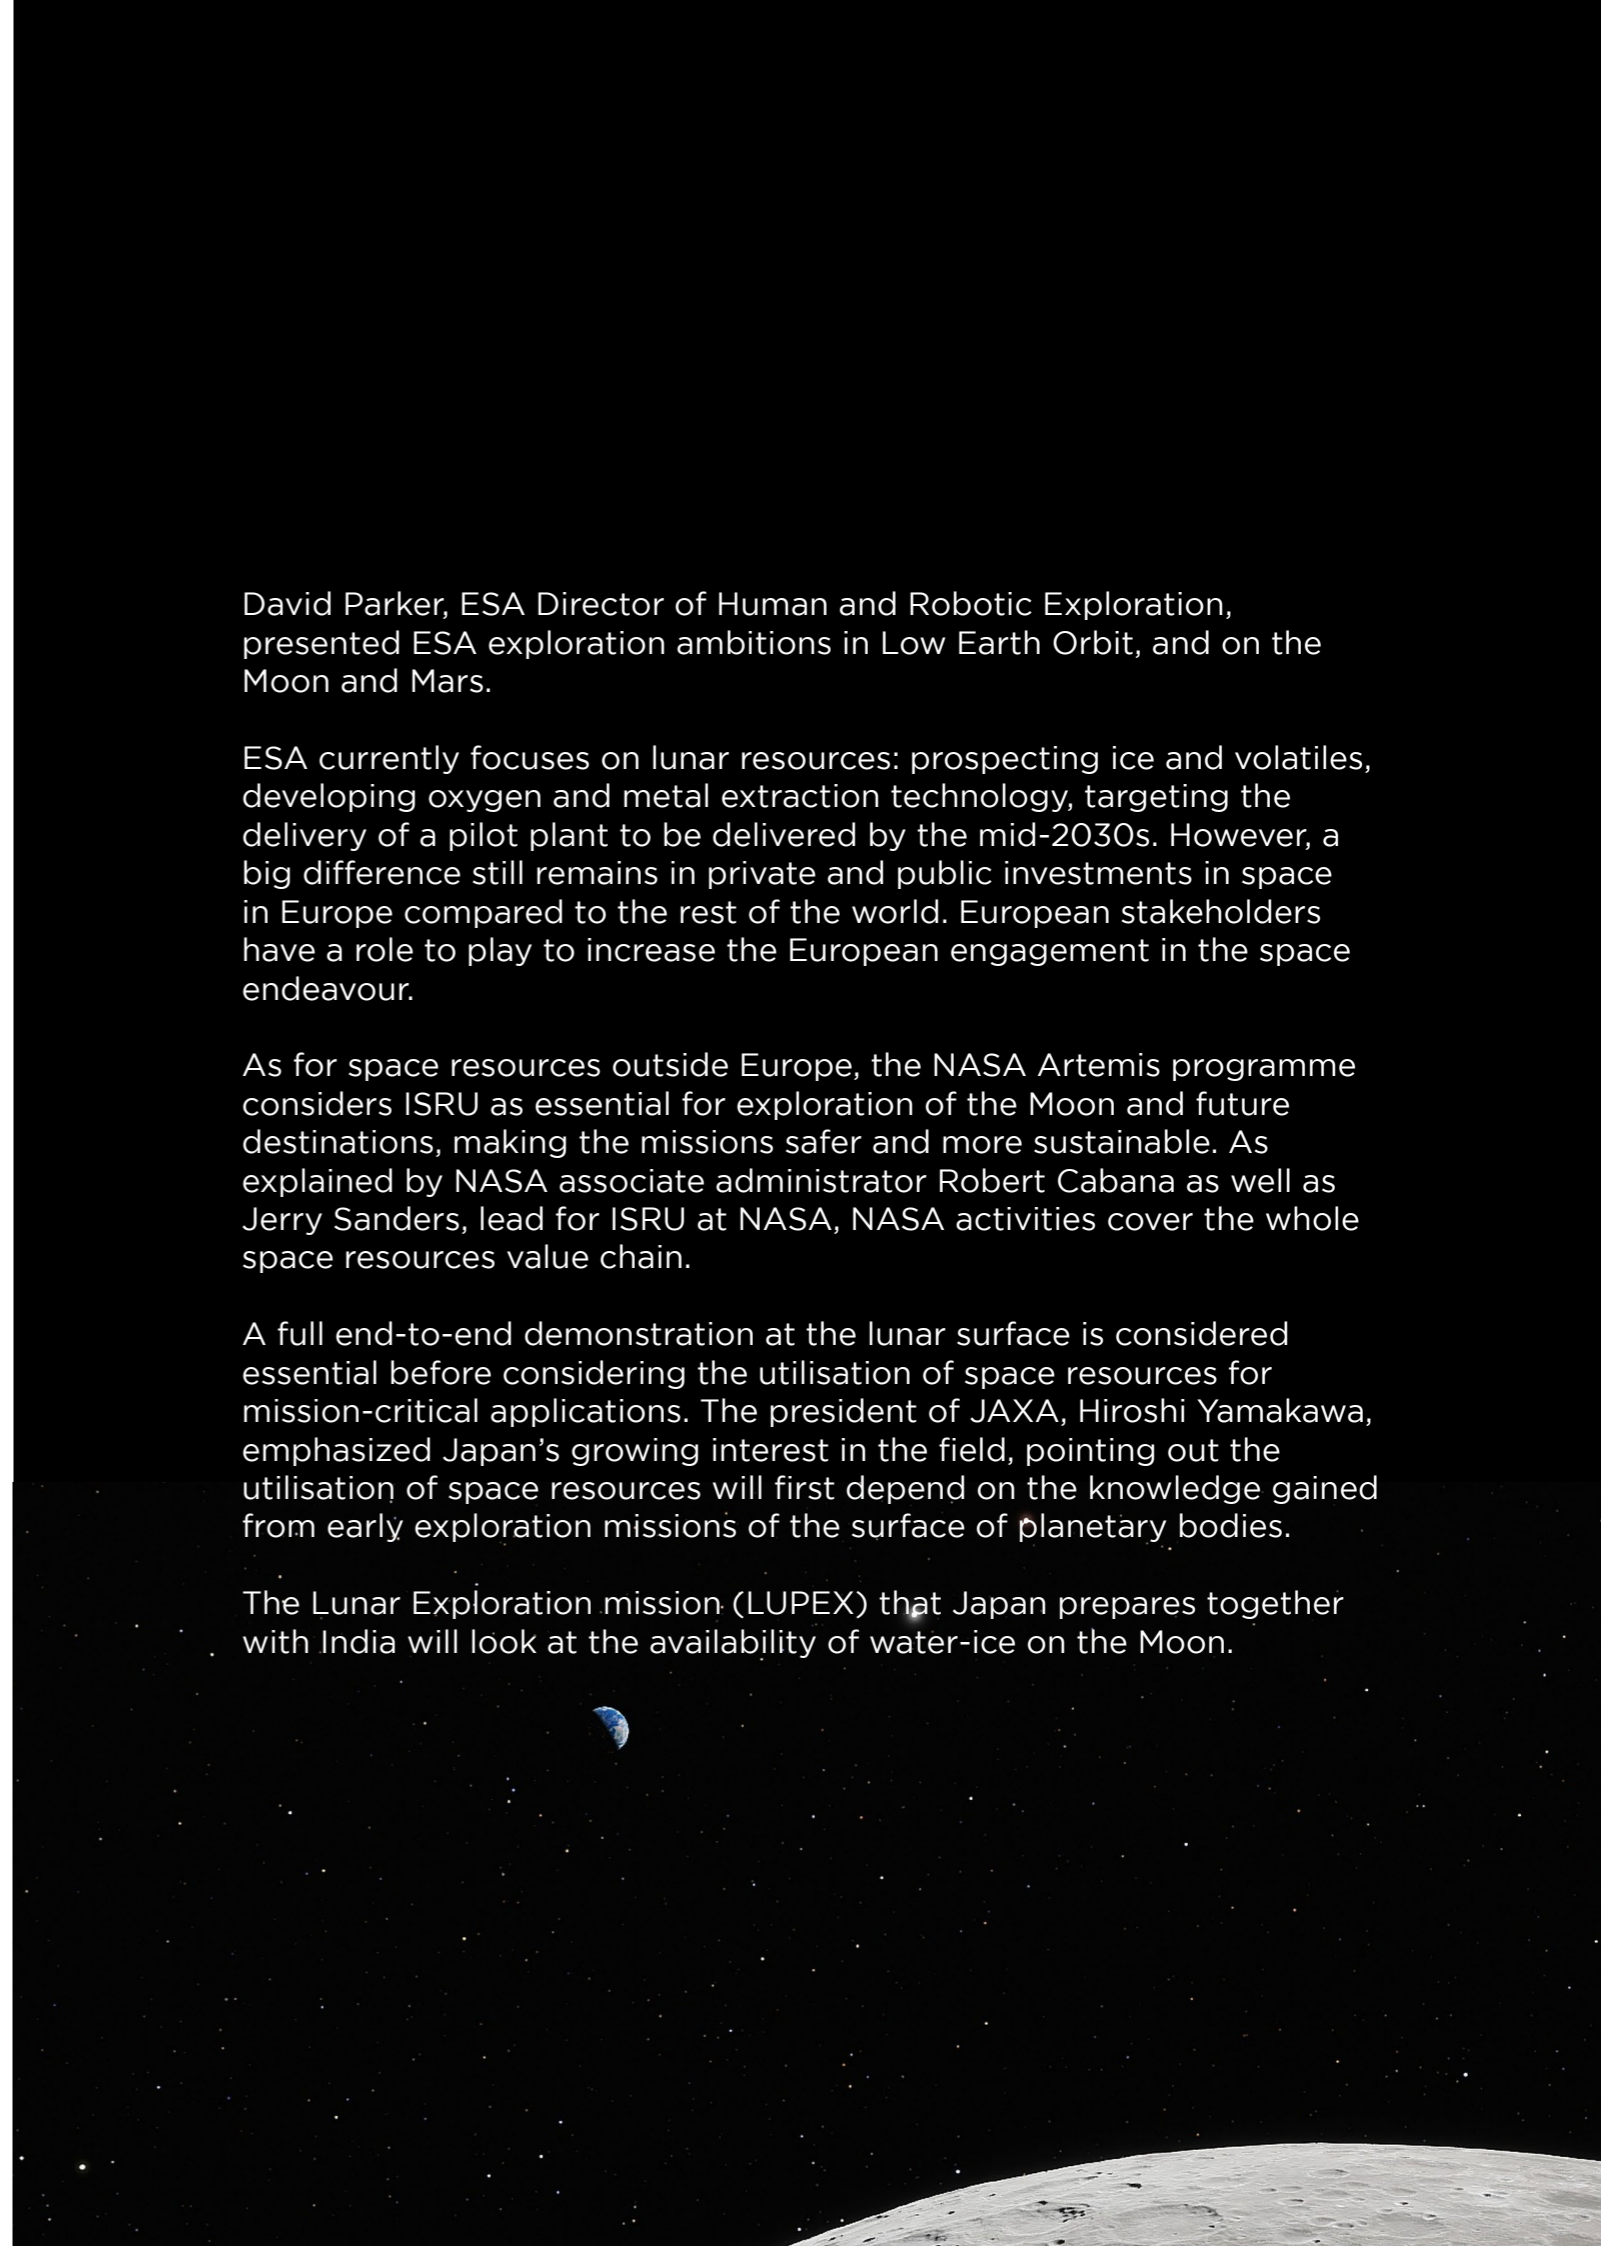 David Parker, ESA Director of Human and Robotic Exploration,
presented ESA exploration ambitions in Low Earth Orbit, and on the
Moon and Mars.
ESA currently focuses on lunar resources: prospecting ice and volatiles,
developing oxygen and metal extraction technology, targeting the
delivery of a pilot plant to be delivered by the mid-2030s. However, a
big difference still remains in private and public investments in space
in Europe compared to the rest of the world. European stakeholders
have a role to play to increase the European engagement in the space
endeavour.
As for space resources outside Europe, the NASA Artemis programme
considers ISRU as essential for exploration of the Moon and future
destinations, making the missions safer and more sustainable. As
explained by NASA associate administrator Robert Cabana as well as
Jerry Sanders, lead for ISRU at NASA, NASA activities cover the whole
space resources value chain.
A full end-to-end demonstration at the lunar surface is considered
essential before considering the utilisation of space resources for
mission-critical applications. The president of JAXA, Hiroshi Yamakawa,
emphasized Japan’s growing interest in the field, pointing out the
utilisation of space resources will first depend on the knowledge gained
from early exploration missions of the surface of planetary bodies.
The Lunar Exploration mission (LUPEX) that Japan prepares together
with India will look at the availability of water-ice on the Moon.